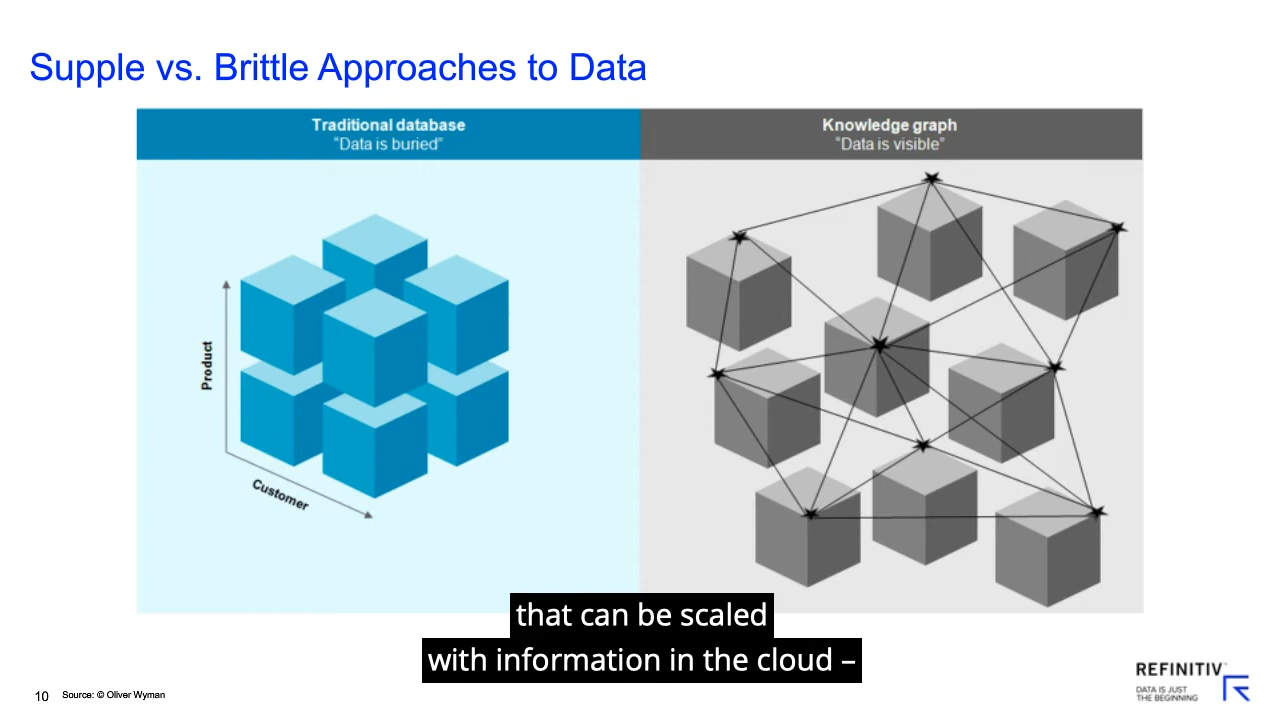 Supple vs. Brittle Approaches to Data
Traditional database
“Data is buried”
Knowledge graph
“Data is visible”
Product
Customer
that can be scaled
with information in the cloud –
10 Source: © Oliver Wyman
REFINITIV
DATA IS JUST
THE BEGINNING